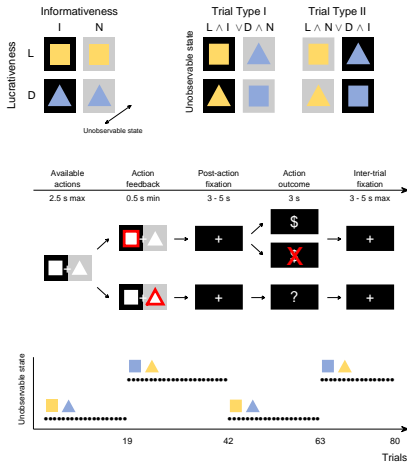 Informativeness
I N
Lucrativeness
L
D
Unobservable state
Trial Type I Trial Type II
L ∧ I ∨ D ∧ N L ∧ N ∨ D ∧ I
Unobservable state
Available actions
Action feedback
Post-action fixation
Action outcome
Inter-trial fixation
2.5 s max 0.5 s min 3 - 5 s 3 s 3 - 5 s max
+ + + $ +
X
+ + ? +
Unobservable state
19 42 63 80
Trials